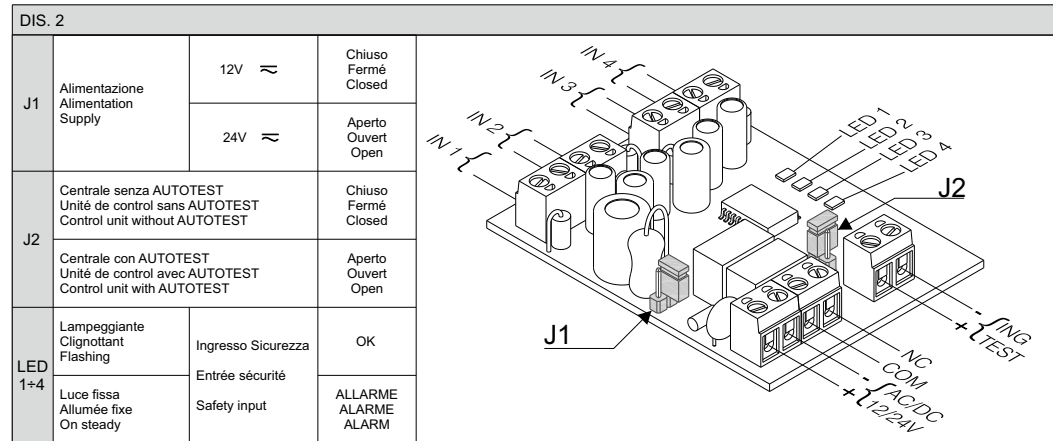 DIS. 2
J1
Alimentazione
Alimentation
Supply
12V
Chiuso
Fermé
Closed
24V
Aperto
Ouvert
Open
J2
Centrale senza AUTOTEST
Unité de control sans AUTOTEST
Control unit without AUTOTEST
Chiuso
Fermé
Closed
Centrale con AUTOTEST
Unité de control avec AUTOTEST
Control unit with AUTOTEST
Aperto
Ouvert
Open
LED
1÷4
Lampeggiante
Clignottant
Flashing
Ingresso Sicurezza
Entrée sécurité
Safety input
OK
Luce fissa
Allumée fixe
On steady
ALLARME
ALARME
ALARM
IN 4
IN 3
IN 2
IN 1
LED 1
LED 2
LED 3
LED 4
J2
J1
- ING
+ TEST
NC
COM
- AC/DC
+ 12/24V